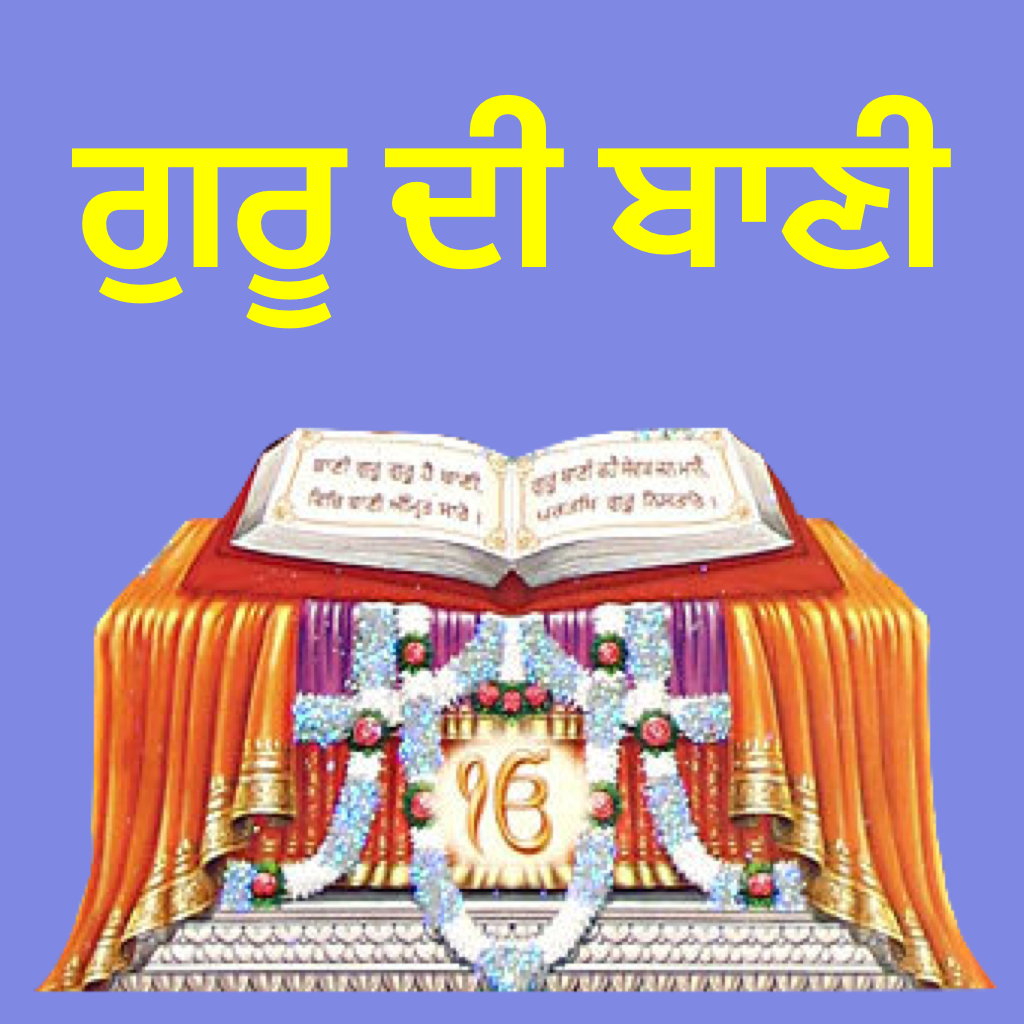 ਗੁਰੂ ਦੀ ਬਾਣੀ
ਬਾਣੀ ਗੁਰੂ ਗੁਰੂ ਹੈ ਬਾਣੀ,
ਵਿਚਿ ਬਾਣੀ ਅੰਮ੍ਰਿਤ ਸਾਰੇ ।
ਗੁਰੂ ਬਾਣੀ ਕਹੈ ਸੇਵਕ ਜਨ ਮਾਨੈ,
ਪਰਤਖਿ ਗੁਰੂ ਨਿਸਤਾਰੇ ।
ੴ